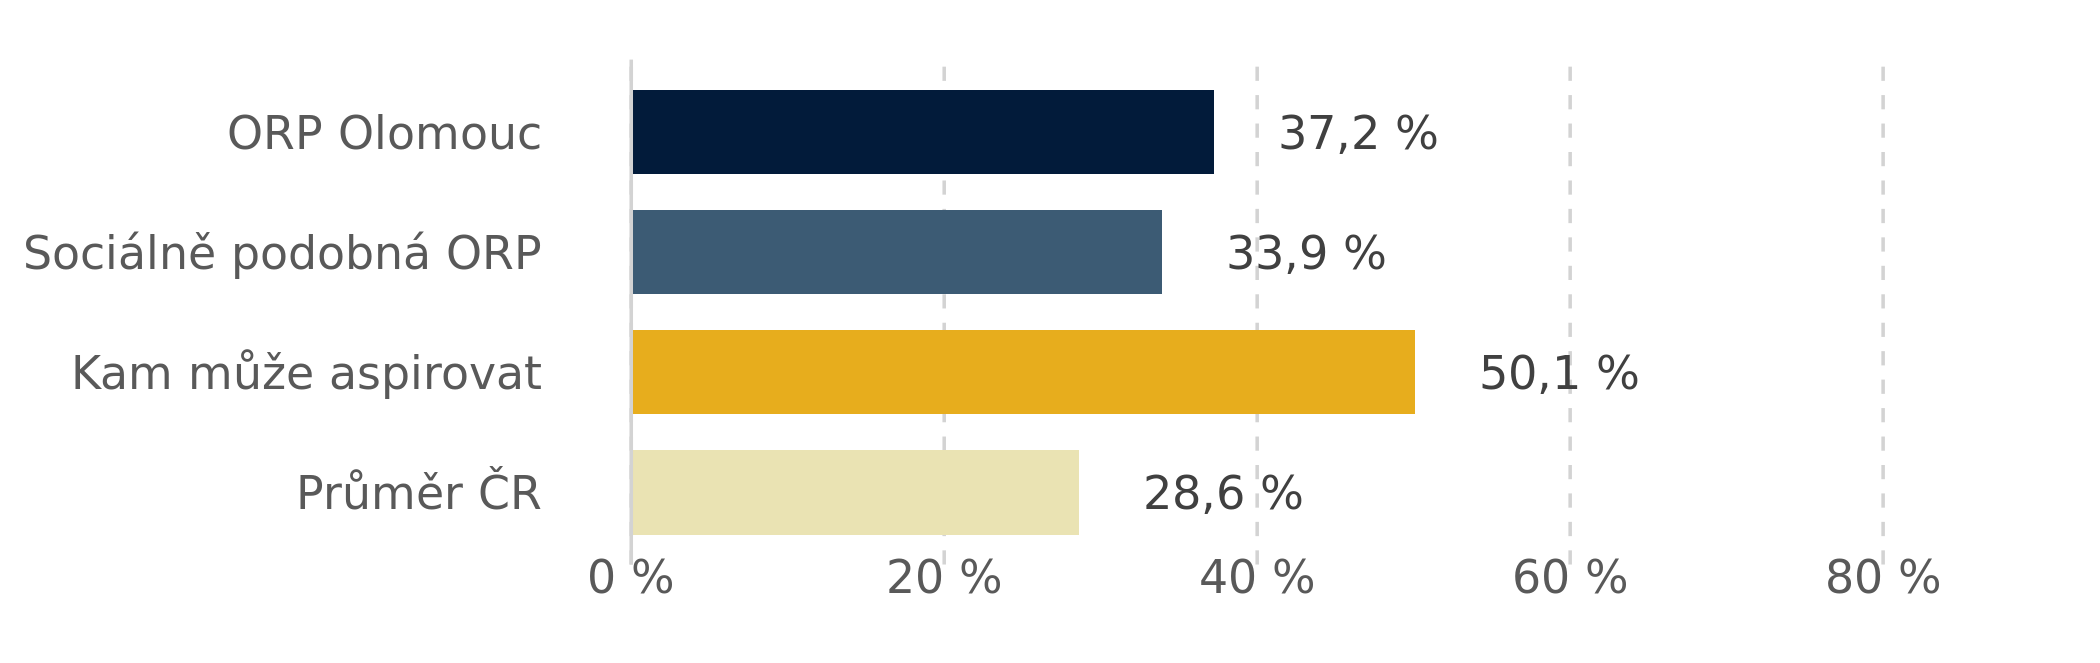 ORP Olomouc 37,2 %
Sociálně podobná ORP 33,9 %
Kam může aspirovat 50,1 %
Průměr ČR 28,6 %
0 % 20 % 40 % 60 % 80 %